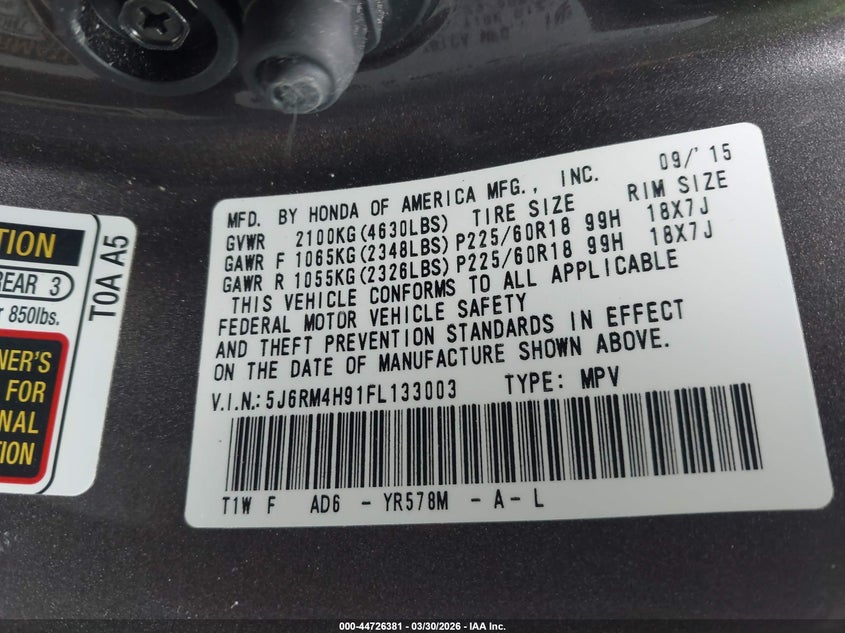 MFD. BY HONDA OF AMERICA MFG., INC. 09/'15
GVWR 2100KG(4630LBS) TIRE SIZE RIM SIZE
GAWR F 1065KG(2348LBS) P225/60R18 99H 18X7J
GAWR R 1055KG(2326LBS) P225/60R18 99H 18X7J
THIS VEHICLE CONFORMS TO ALL APPLICABLE
FEDERAL MOTOR VEHICLE SAFETY
AND THEFT PREVENTION STANDARDS IN EFFECT
ON THE DATE OF MANUFACTURE SHOWN ABOVE.
V.I.N.: 5J6RM4H91FL133003 TYPE: MPV
T1W F AD6 - YR578M - A - L
TION
REAR 3
850lbs.
NER'S
FOR
NAL
TION
T0A A5
000-44726381 - 03/30/2026 - IAA Inc.